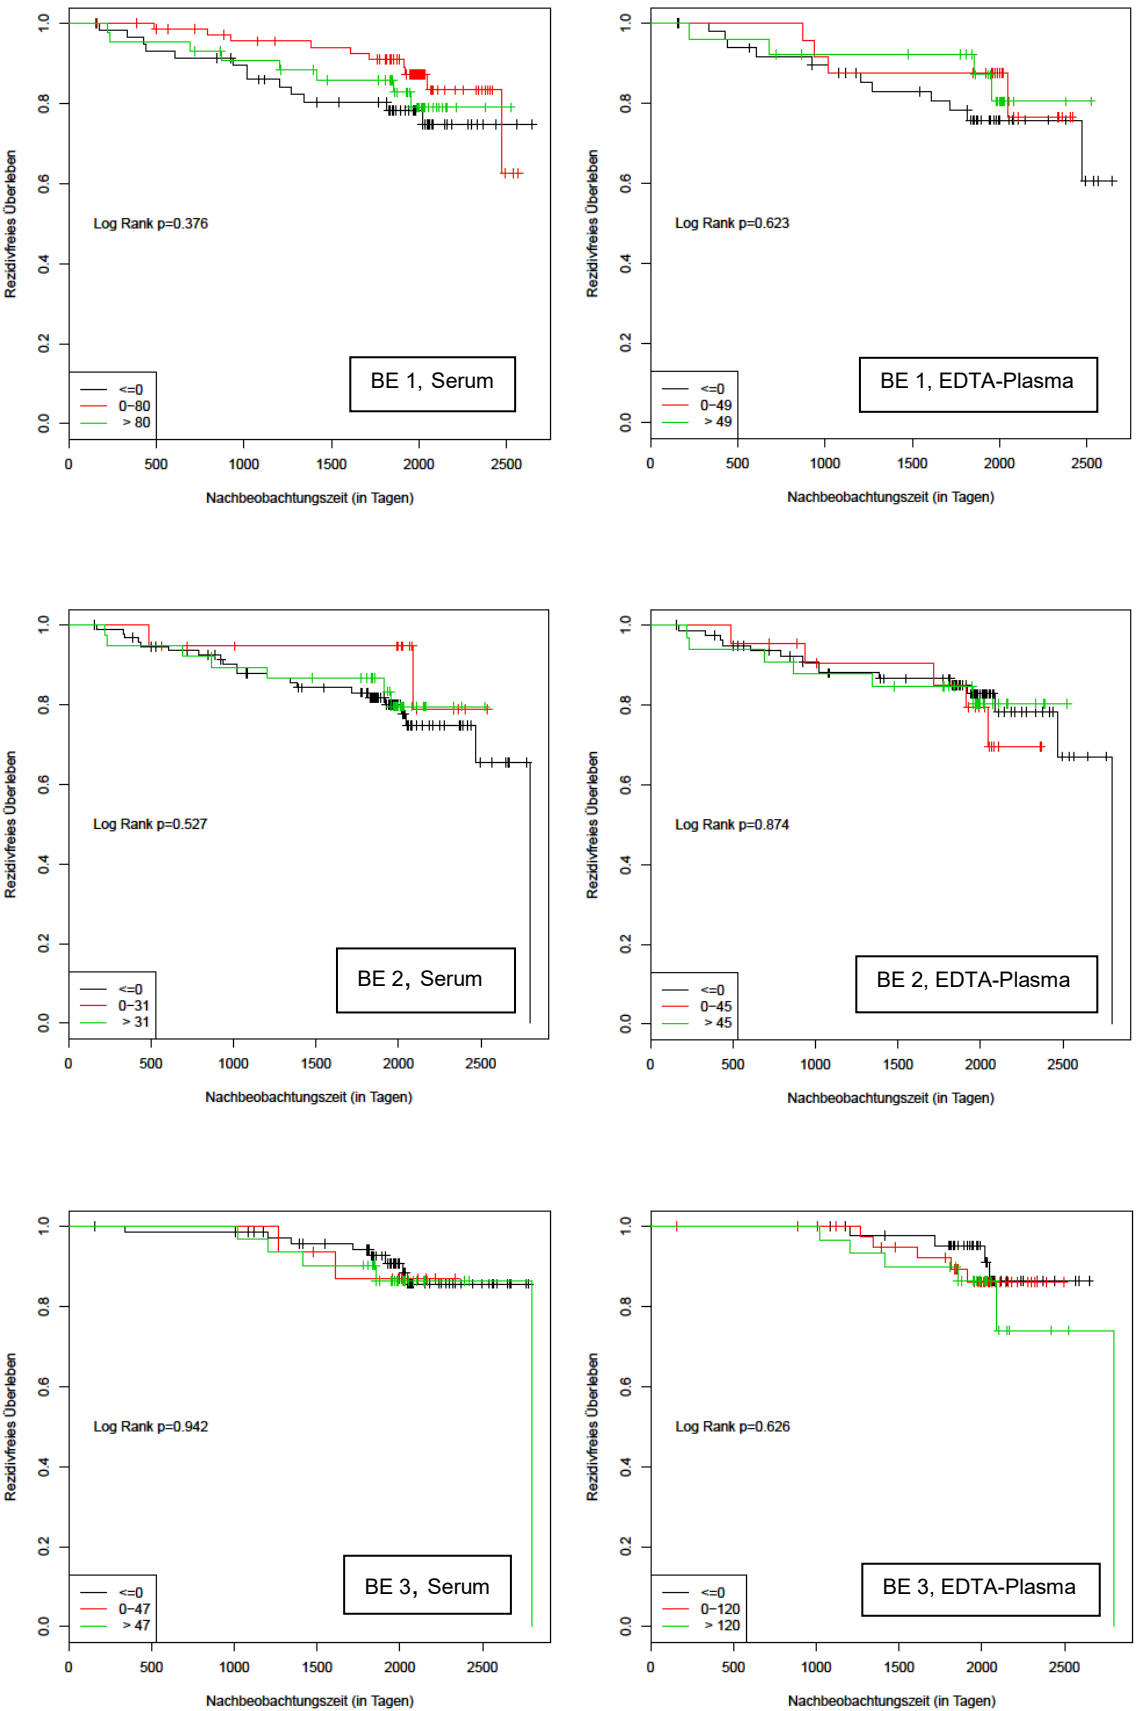 1.0
0.8
0.6
0.4
0.2
0.0
Rezidivfreies Überleben
Log Rank p=0.376
BE 1, Serum
<=0
0−80
> 80
0 500 1000 1500 2000 2500
Nachbeobachtungszeit (in Tagen)
1.0
0.8
0.6
0.4
0.2
0.0
Rezidivfreies Überleben
Log Rank p=0.623
BE 1, EDTA-Plasma
<=0
0−49
> 49
0 500 1000 1500 2000 2500
Nachbeobachtungszeit (in Tagen)
1.0
0.8
0.6
0.4
0.2
0.0
Rezidivfreies Überleben
Log Rank p=0.527
BE 2, Serum
<=0
0−31
> 31
0 500 1000 1500 2000 2500
Nachbeobachtungszeit (in Tagen)
1.0
0.8
0.6
0.4
0.2
0.0
Rezidivfreies Überleben
Log Rank p=0.874
BE 2, EDTA-Plasma
<=0
0−45
> 45
0 500 1000 1500 2000 2500
Nachbeobachtungszeit (in Tagen)
1.0
0.8
0.6
0.4
0.2
0.0
Rezidivfreies Überleben
Log Rank p=0.942
BE 3, Serum
<=0
0−47
> 47
0 500 1000 1500 2000 2500
Nachbeobachtungszeit (in Tagen)
1.0
0.8
0.6
0.4
0.2
0.0
Rezidivfreies Überleben
Log Rank p=0.626
BE 3, EDTA-Plasma
<=0
0−120
> 120
0 500 1000 1500 2000 2500
Nachbeobachtungszeit (in Tagen)